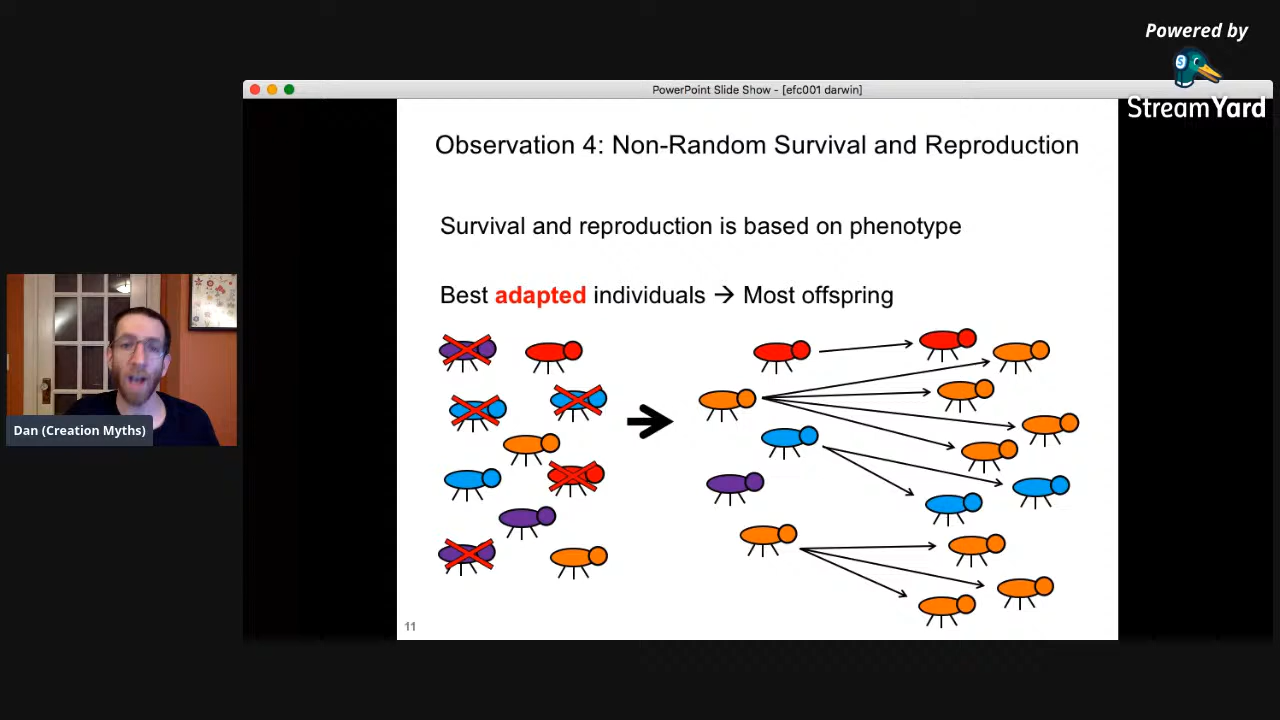 Powered by
StreamYard
PowerPoint Slide Show - [efc001 darwin]
Observation 4: Non-Random Survival and Reproduction
Survival and reproduction is based on phenotype
Best adapted individuals → Most offspring
Dan (Creation Myths)
11